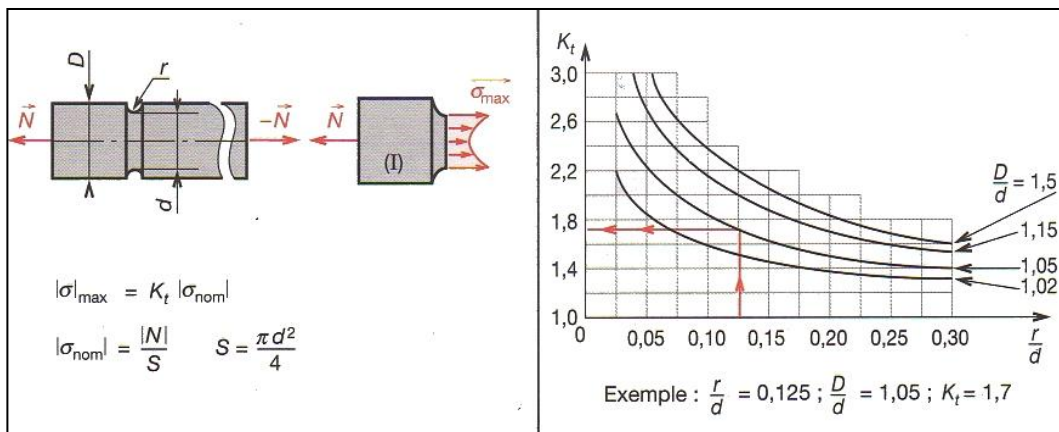 D
r
N⃗
-N⃗
d
N⃗
σ⃗max
(I)
|σ|max = Kt |σnom|
|σnom| = |N| / S    S = πd² / 4
Kt
3,0
2,6
2,2
1,8
1,4
1,0
0
0,05
0,10
0,15
0,20
0,25
0,30
r/d
D/d = 1,5
1,15
1,05
1,02
Exemple : r/d = 0,125 ; D/d = 1,05 ; Kt = 1,7